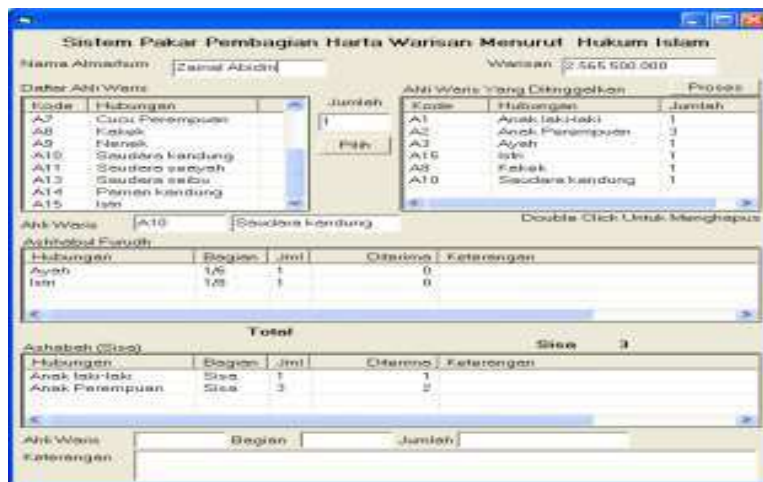 Sistem Pakar Pembagian Harta Warisan Menurut Hukum Islam
Nama Almarhum Zainal Abidin Warisan 2.565.500.000
Daftar Ahli Waris Jumlah Ahli Waris Yang Ditinggalkan Proses
Kode Hubungan
A7 Cucu Perempuan
A8 Kakek
A9 Nenek
A10 Saudara kandung
A11 Saudara seayah
A13 Saudara seibu
A14 Paman kandung
A15 Istri
1
Pilih
Kode Hubungan Jumlah
A1 Anak laki-laki 1
A2 Anak Perempuan 3
A3 Ayah 1
A15 Istri 1
A8 Kakek 1
A10 Saudara kandung 1
Ahli Waris A10 Saudara kandung Double Click Untuk Menghapus
Ashhabul Furudh
Hubungan Bagian Jml Diterima Keterangan
Ayah 1/6 1 0
Istri 1/8 1 0
Total
Ashabah (Sisa) Sisa 3
Hubungan Bagian Jml Diterima Keterangan
Anak laki-laki Sisa 1 1
Anak Perempuan Sisa 3 2
Ahli Waris Bagian Jumlah
Keterangan